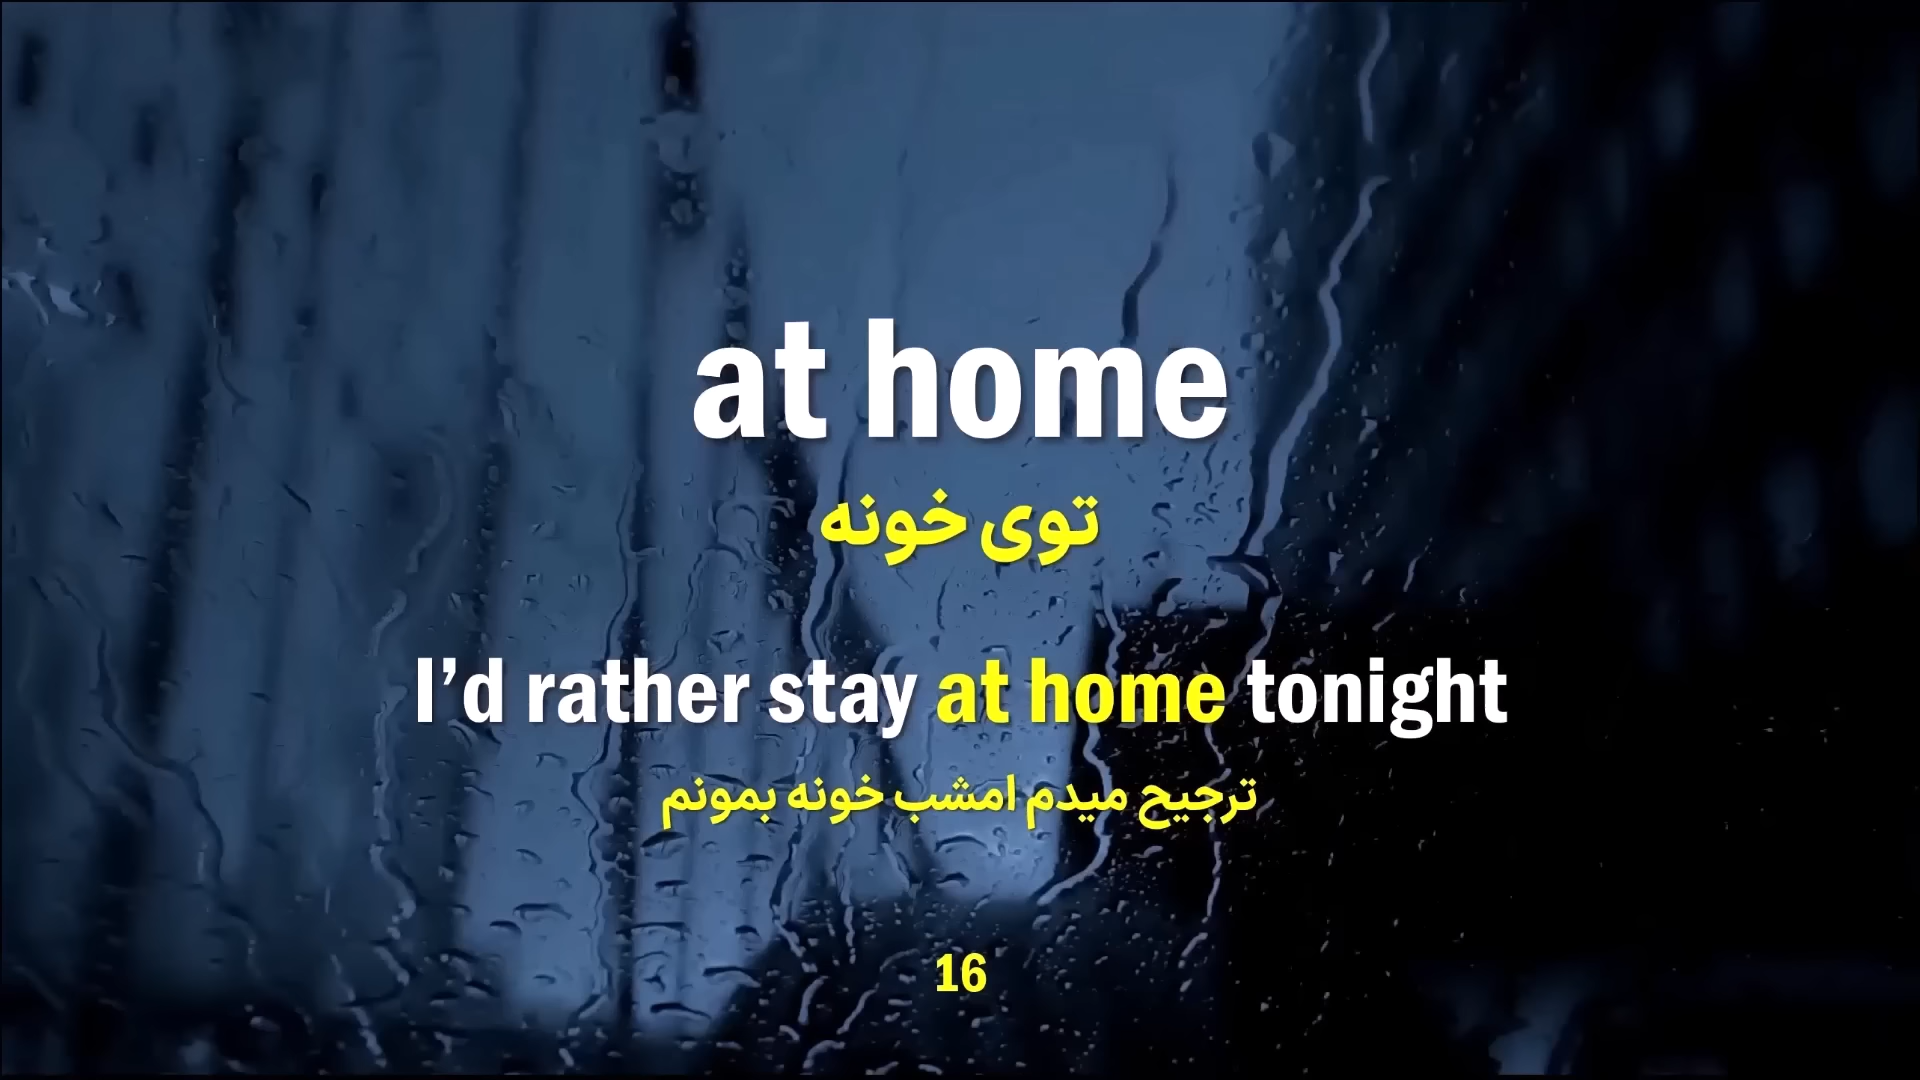 at home
توی خونه
I’d rather stay at home tonight
ترجیح میدم امشب خونه بمونم
16